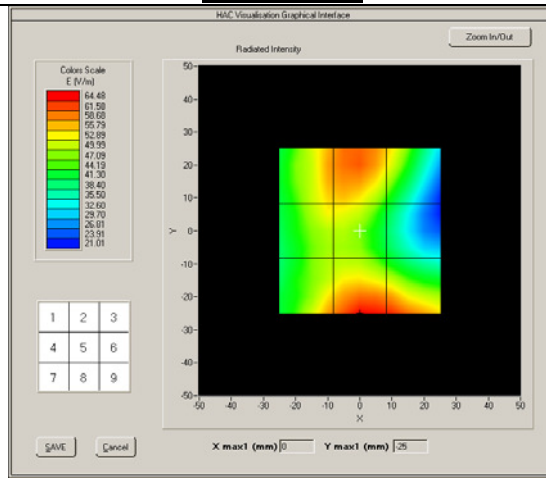 HAC Visualisation Graphical Interface
Zoom In/Out
Radiated Intensity
Colors Scale
E (V/m)
64.48
61.58
58.68
55.79
52.89
49.99
47.09
44.19
41.30
38.40
35.50
32.60
29.70
26.81
23.91
21.01
50
40
30
20
10
0
-10
-20
-30
-40
-50
Y
-50 -40 -30 -20 -10 0 10 20 30 40 50
X
1 2 3
4 5 6
7 8 9
SAVE Cancel
X max1 (mm) 0 Y max1 (mm) -25